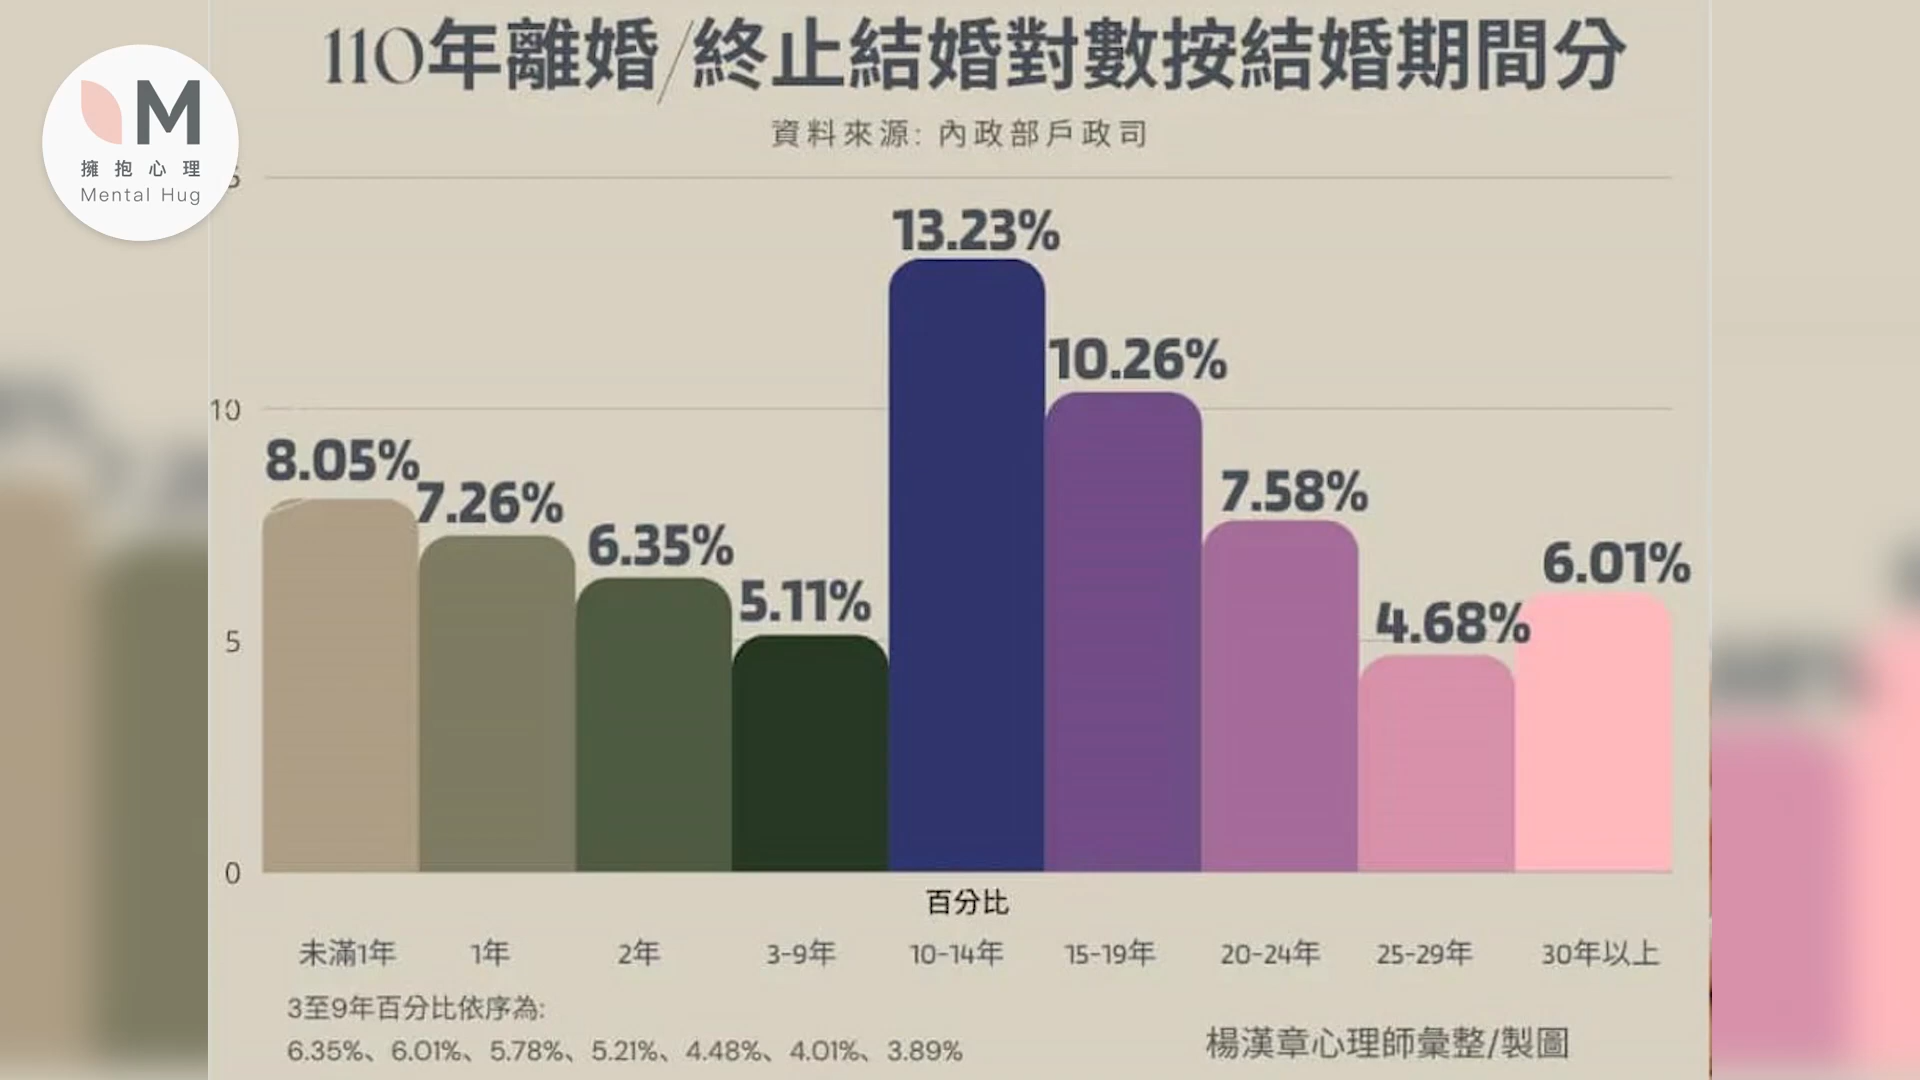 110年離婚/終止結婚對數按結婚期間分
資料來源: 內政部戶政司
M
擁抱心理
Mental Hug
13.23%
10.26%
10
8.05%
7.26%
7.58%
6.35%
6.01%
5.11%
4.68%
5
0
百分比
未滿1年 1年 2年 3-9年 10-14年 15-19年 20-24年 25-29年 30年以上
3至9年百分比依序為:
6.35%、6.01%、5.78%、5.21%、4.48%、4.01%、3.89%
楊漢章心理師彙整/製圖